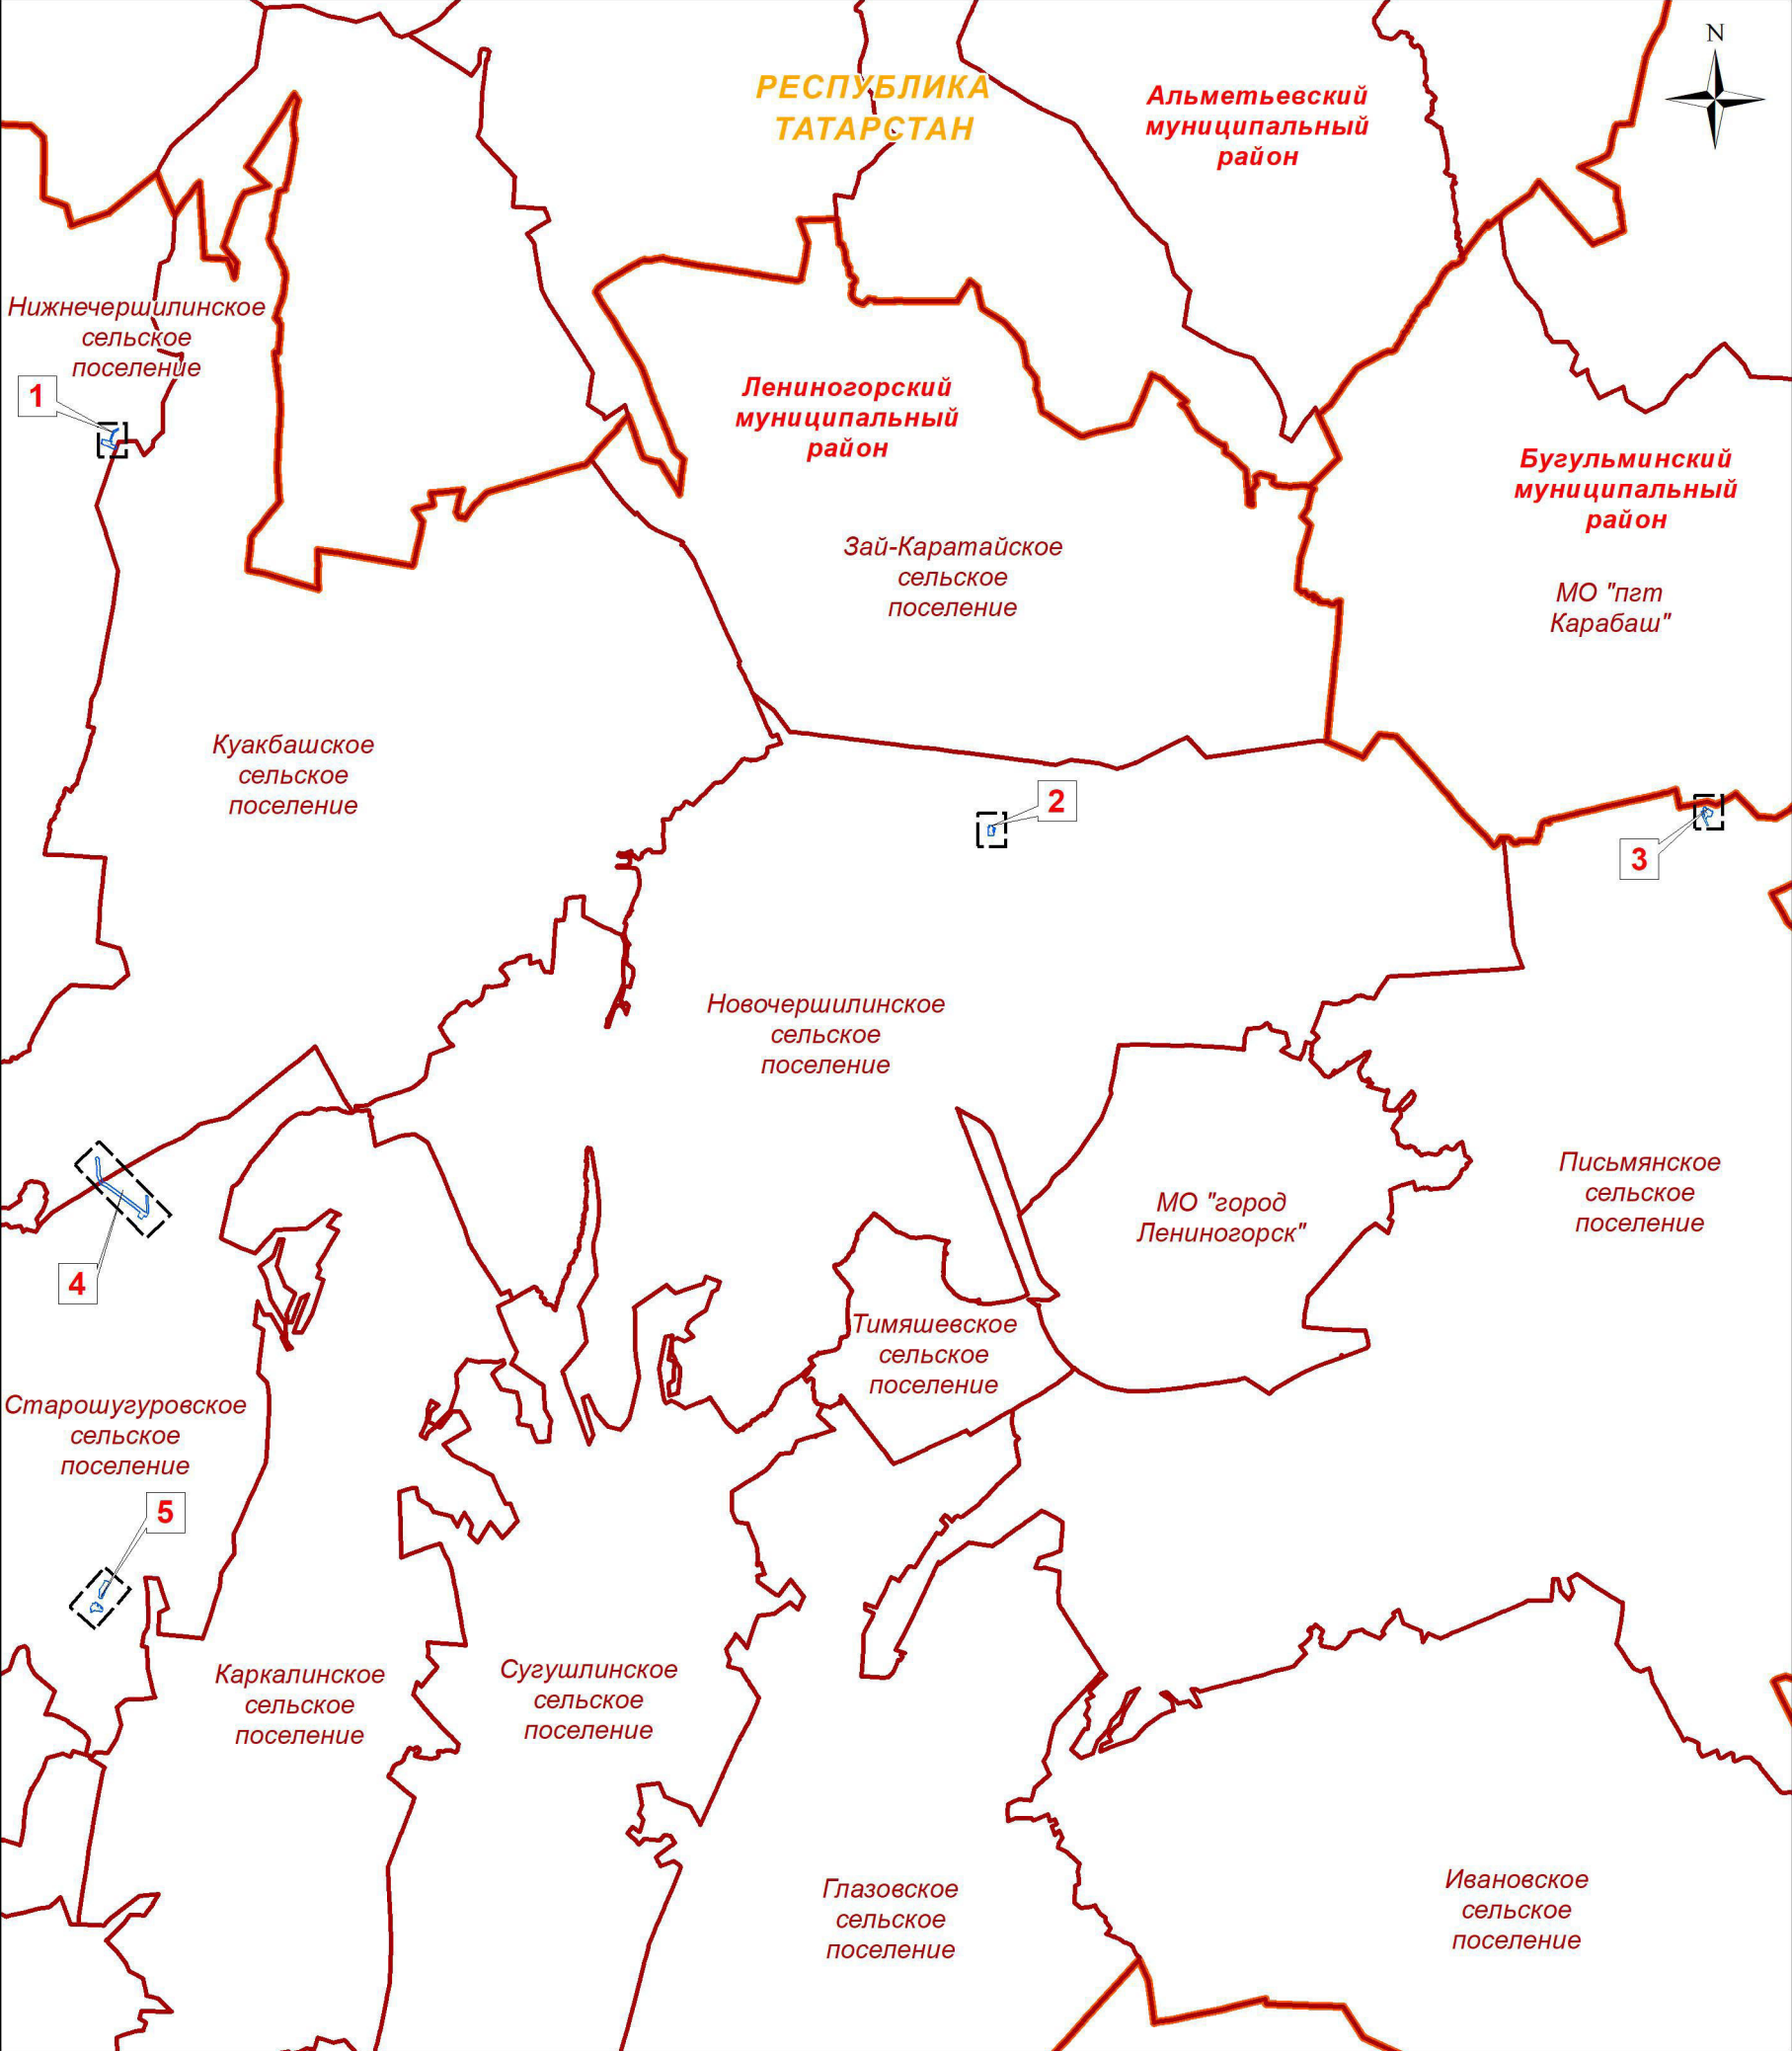 N
РЕСПУБЛИКА
ТАТАРСТАН
Альметьевский
муниципальный
район
Нижнечершилинское
сельское
поселение
1
Лениногорский
муниципальный
район
Бугульминский
муниципальный
район
Зай-Каратайское
сельское
поселение
МО "пгт
Карабаш"
Куакбашское
сельское
поселение
2
3
Новочершилинское
сельское
поселение
Письмянское
сельское
поселение
МО "город
Лениногорск"
4
Тимяшевское
сельское
поселение
Старошугуровское
сельское
поселение
5
Каркалинское
сельское
поселение
Сугушлинское
сельское
поселение
Глазовское
сельское
поселение
Ивановское
сельское
поселение